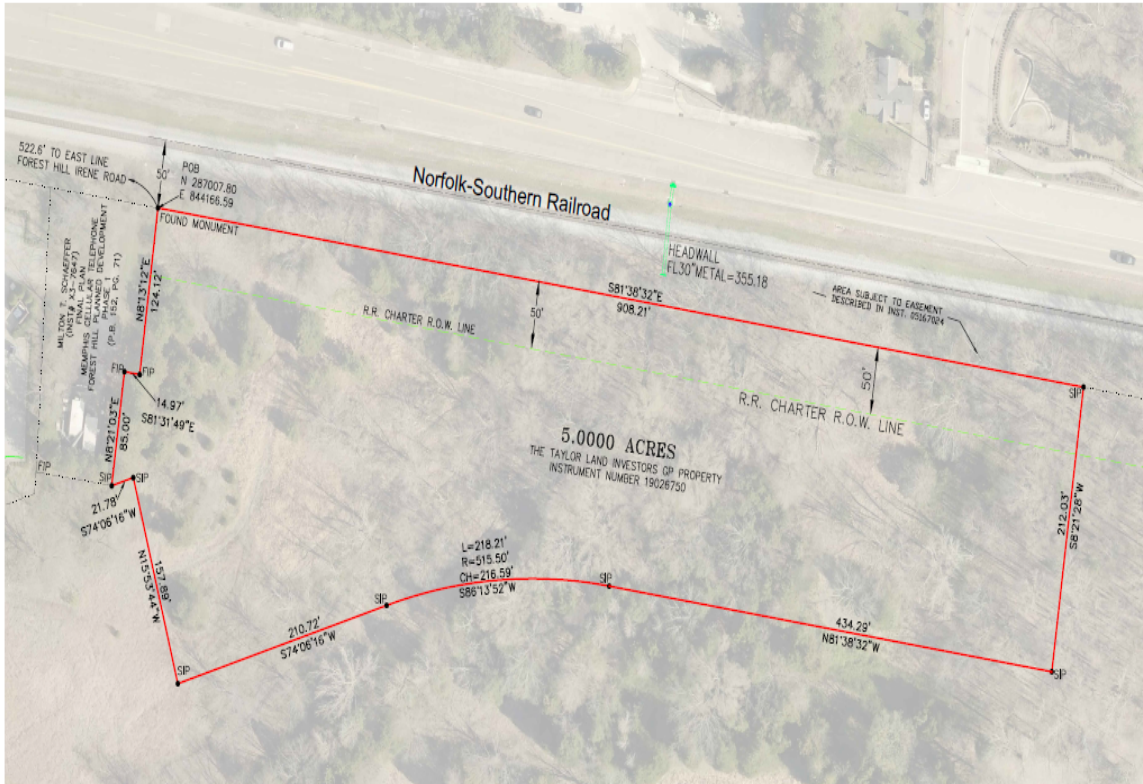 522.6' TO EAST LINE
FOREST HILL IRENE ROAD
50'
POB
N 287007.80
E 844166.59
FOUND MONUMENT
Norfolk-Southern Railroad
HEADWALL
FL30"METAL=355.18
S81°38'32"E
908.21'
AREA SUBJECT TO EASEMENT
DESCRIBED IN INST. 05167024
MILTON T. SCHAEFFER
(INST# X3-7647)
FINAL PLAN
MEMPHIS CELLULAR TELEPHONE
FOREST HILL PLANNED DEVELOPMENT
PHASE 1
(P.B. 152, PG. 71)
N8°13'12"E
124.12'
R.R. CHARTER R.O.W. LINE
50'
50'
R.R. CHARTER R.O.W. LINE
SIP
FIP
FIP
14.97'
S81°31'49"E
N8°21'03"E
85.00'
5.0000 ACRES
THE TAYLOR LAND INVESTORS GP PROPERTY
INSTRUMENT NUMBER 19026750
212.03'
S8°21'28"W
FIP
SIP
SIP
21.78'
S74°06'16"W
157.89'
N15°53'44"W
L=218.21'
R=515.50'
CH=216.59'
S86°13'52"W
SIP
SIP
210.72'
S74°06'16"W
434.29'
N81°38'32"W
SIP
SIP